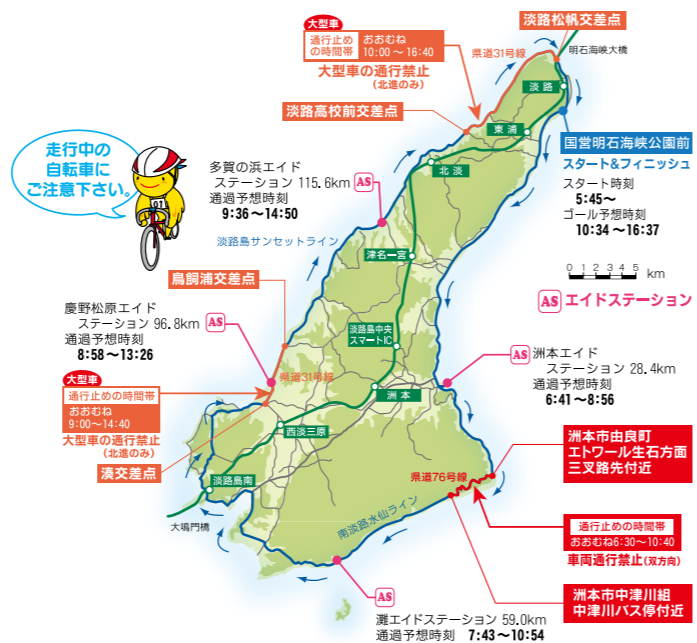 淡路松帆交差点
明石海峡大橋
大型車
通行止め
の時間帯
おおむね
10:00 ～ 16:40
大型車の通行禁止
(北進のみ)
県道31号線
淡路
淡路高校前交差点
東浦
国営明石海峡公園前
スタート&フィニッシュ
スタート時刻
5:45～
ゴール予想時刻
10:34 ～16:37
走行中の
自転車に
ご注意下さい。
101
北淡
多賀の浜エイド
ステーション 115.6km
通過予想時刻
9:36～14:50
AS
淡路島サンセットライン
津名一宮
0 1 2 3 4 5 km
AS エイドステーション
鳥飼浦交差点
慶野松原エイド
ステーション 96.8km
通過予想時刻
8:58～13:26
AS
淡路島中央
スマートIC
AS
洲本エイド
ステーション 28.4km
通過予想時刻
6:41～8:56
大型車
通行止めの時間帯
おおむね
9:00～14:40
大型車の通行禁止
(北進のみ)
県道31号線
洲本
西淡三原
湊交差点
淡路島南
大鳴門橋
県道76号線
洲本市由良町
エトワール生石方面
三叉路先付近
南淡路水仙ライン
通行止めの時間帯
おおむね6:30～10:40
車両通行禁止(双方向)
洲本市中津川組
中津川バス停付近
AS
灘エイドステーション 59.0km
通過予想時刻 7:43～10:54